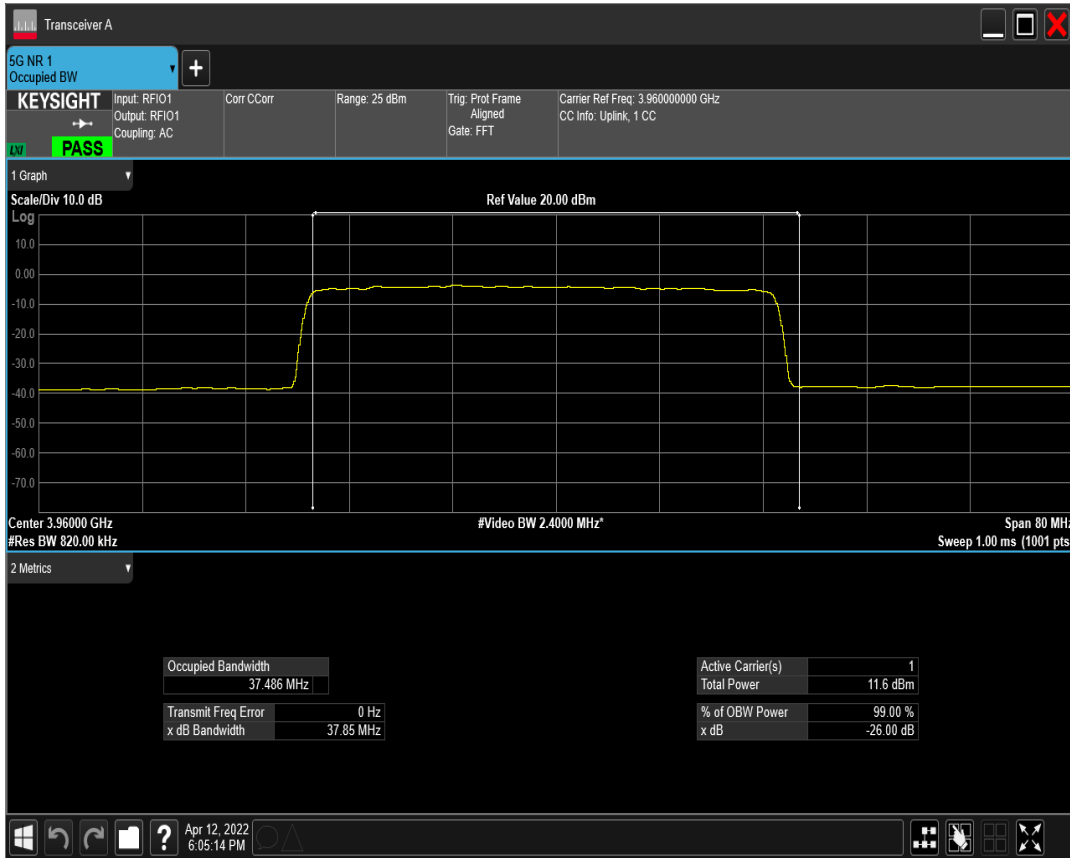 Transceiver A
5G NR 1
Occupied BW
+
KEYSIGHT
LXI
PASS
Input: RFIO1
Output: RFIO1
Coupling: AC
Corr CCorr
Range: 25 dBm
Trig: Prot Frame
Aligned
Gate: FFT
Carrier Ref Freq: 3.960000000 GHz
CC Info: Uplink, 1 CC
1 Graph
Scale/Div 10.0 dB
Ref Value 20.00 dBm
Log
10.0
0.00
-10.0
-20.0
-30.0
-40.0
-50.0
-60.0
-70.0
Center 3.96000 GHz
#Video BW 2.4000 MHz*
Span 80 MHz
#Res BW 820.00 kHz
Sweep 1.00 ms (1001 pts
2 Metrics
Occupied Bandwidth
37.486 MHz
Transmit Freq Error 0 Hz
x dB Bandwidth 37.85 MHz
Active Carrier(s) 1
Total Power 11.6 dBm
% of OBW Power 99.00 %
x dB -26.00 dB
?
Apr 12, 2022
6:05:14 PM